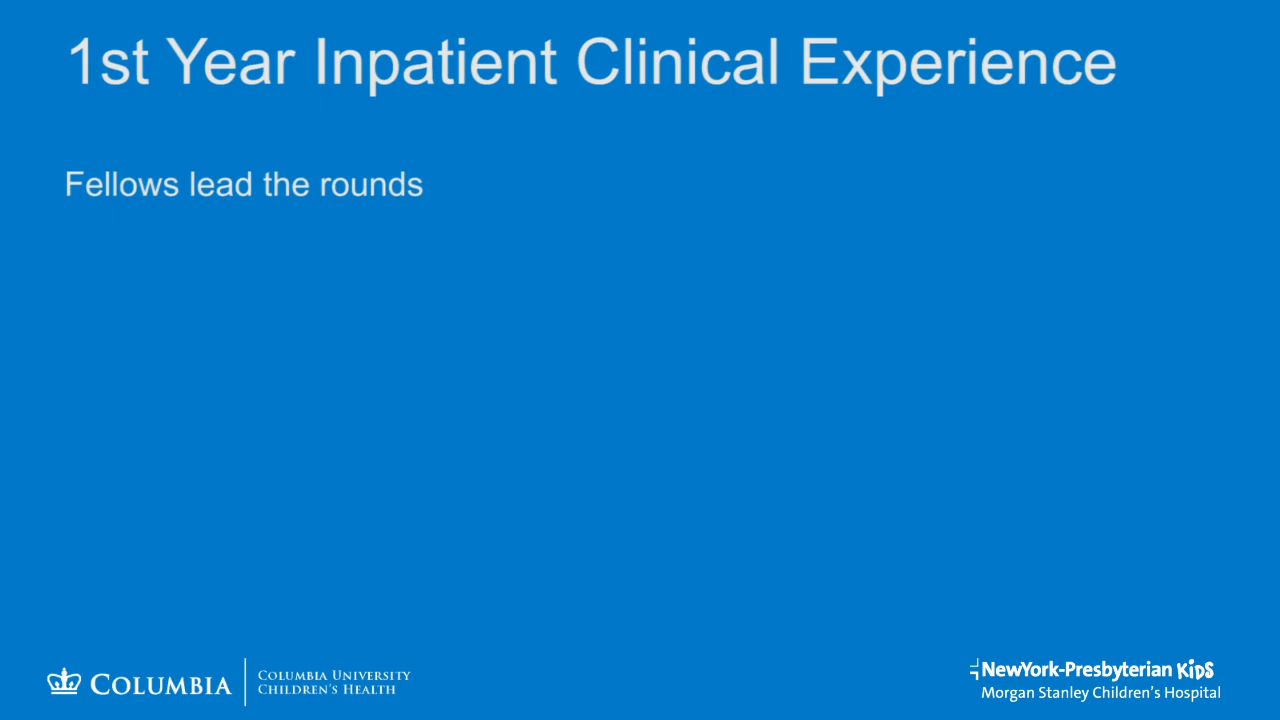 1st Year Inpatient Clinical Experience
Fellows lead the rounds
COLUMBIA
COLUMBIA UNIVERSITY
CHILDREN'S HEALTH
NewYork-Presbyterian KiDS
Morgan Stanley Children's Hospital